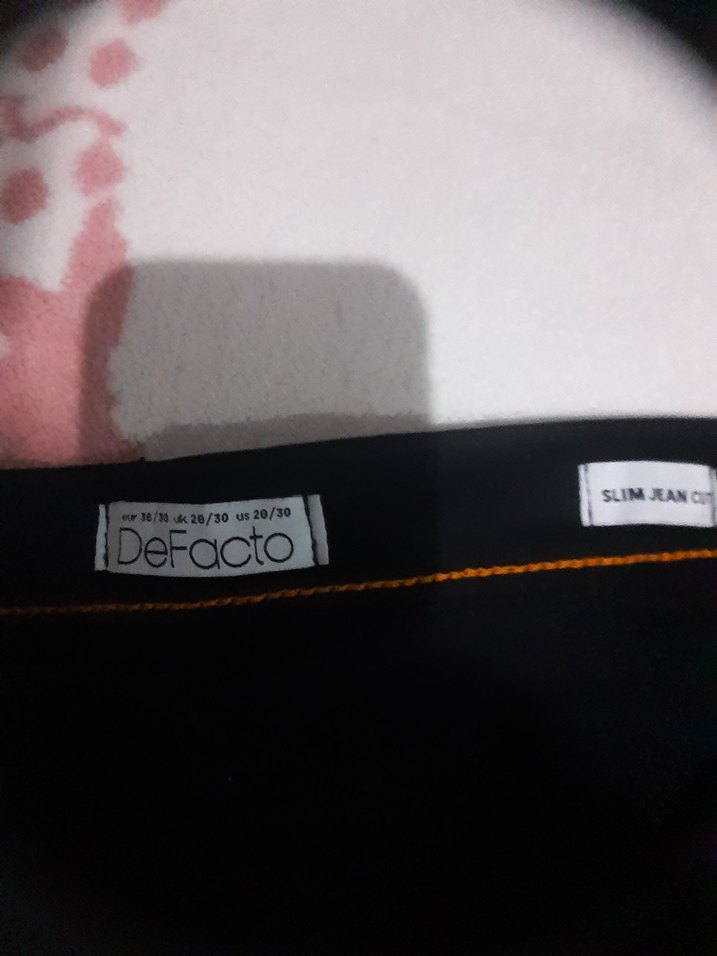 eur 36/30 uk 28/30 us 28/30
DeFacto
SLIM JEAN CUT